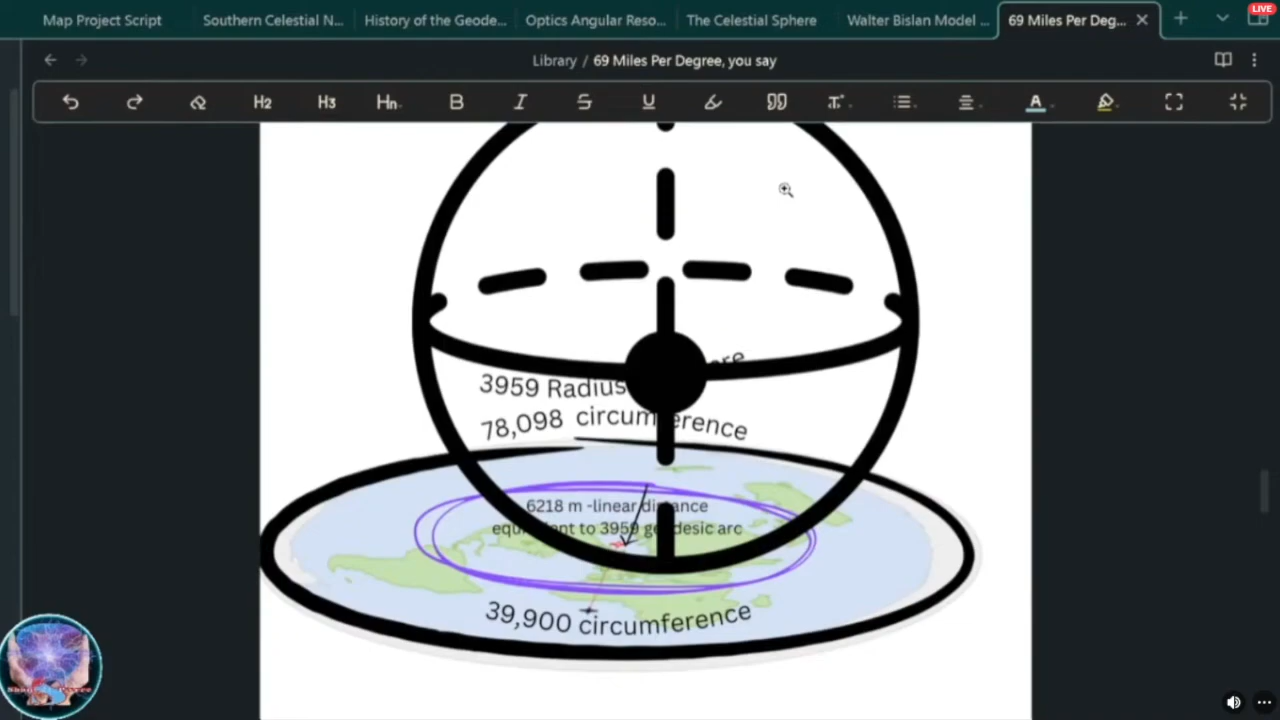 Map Project Script
Southern Celestial N...
History of the Geode...
Optics Angular Reso...
The Celestial Sphere
Walter Bislan Model ...
69 Miles Per Deg...
LIVE
Library / 69 Miles Per Degree, you say
H2 H3 Hn B I S U T A
3959 Radius
78,098 circumference
6218 m -linear distance
equivalent to 3959 geodesic arc
39,900 circumference